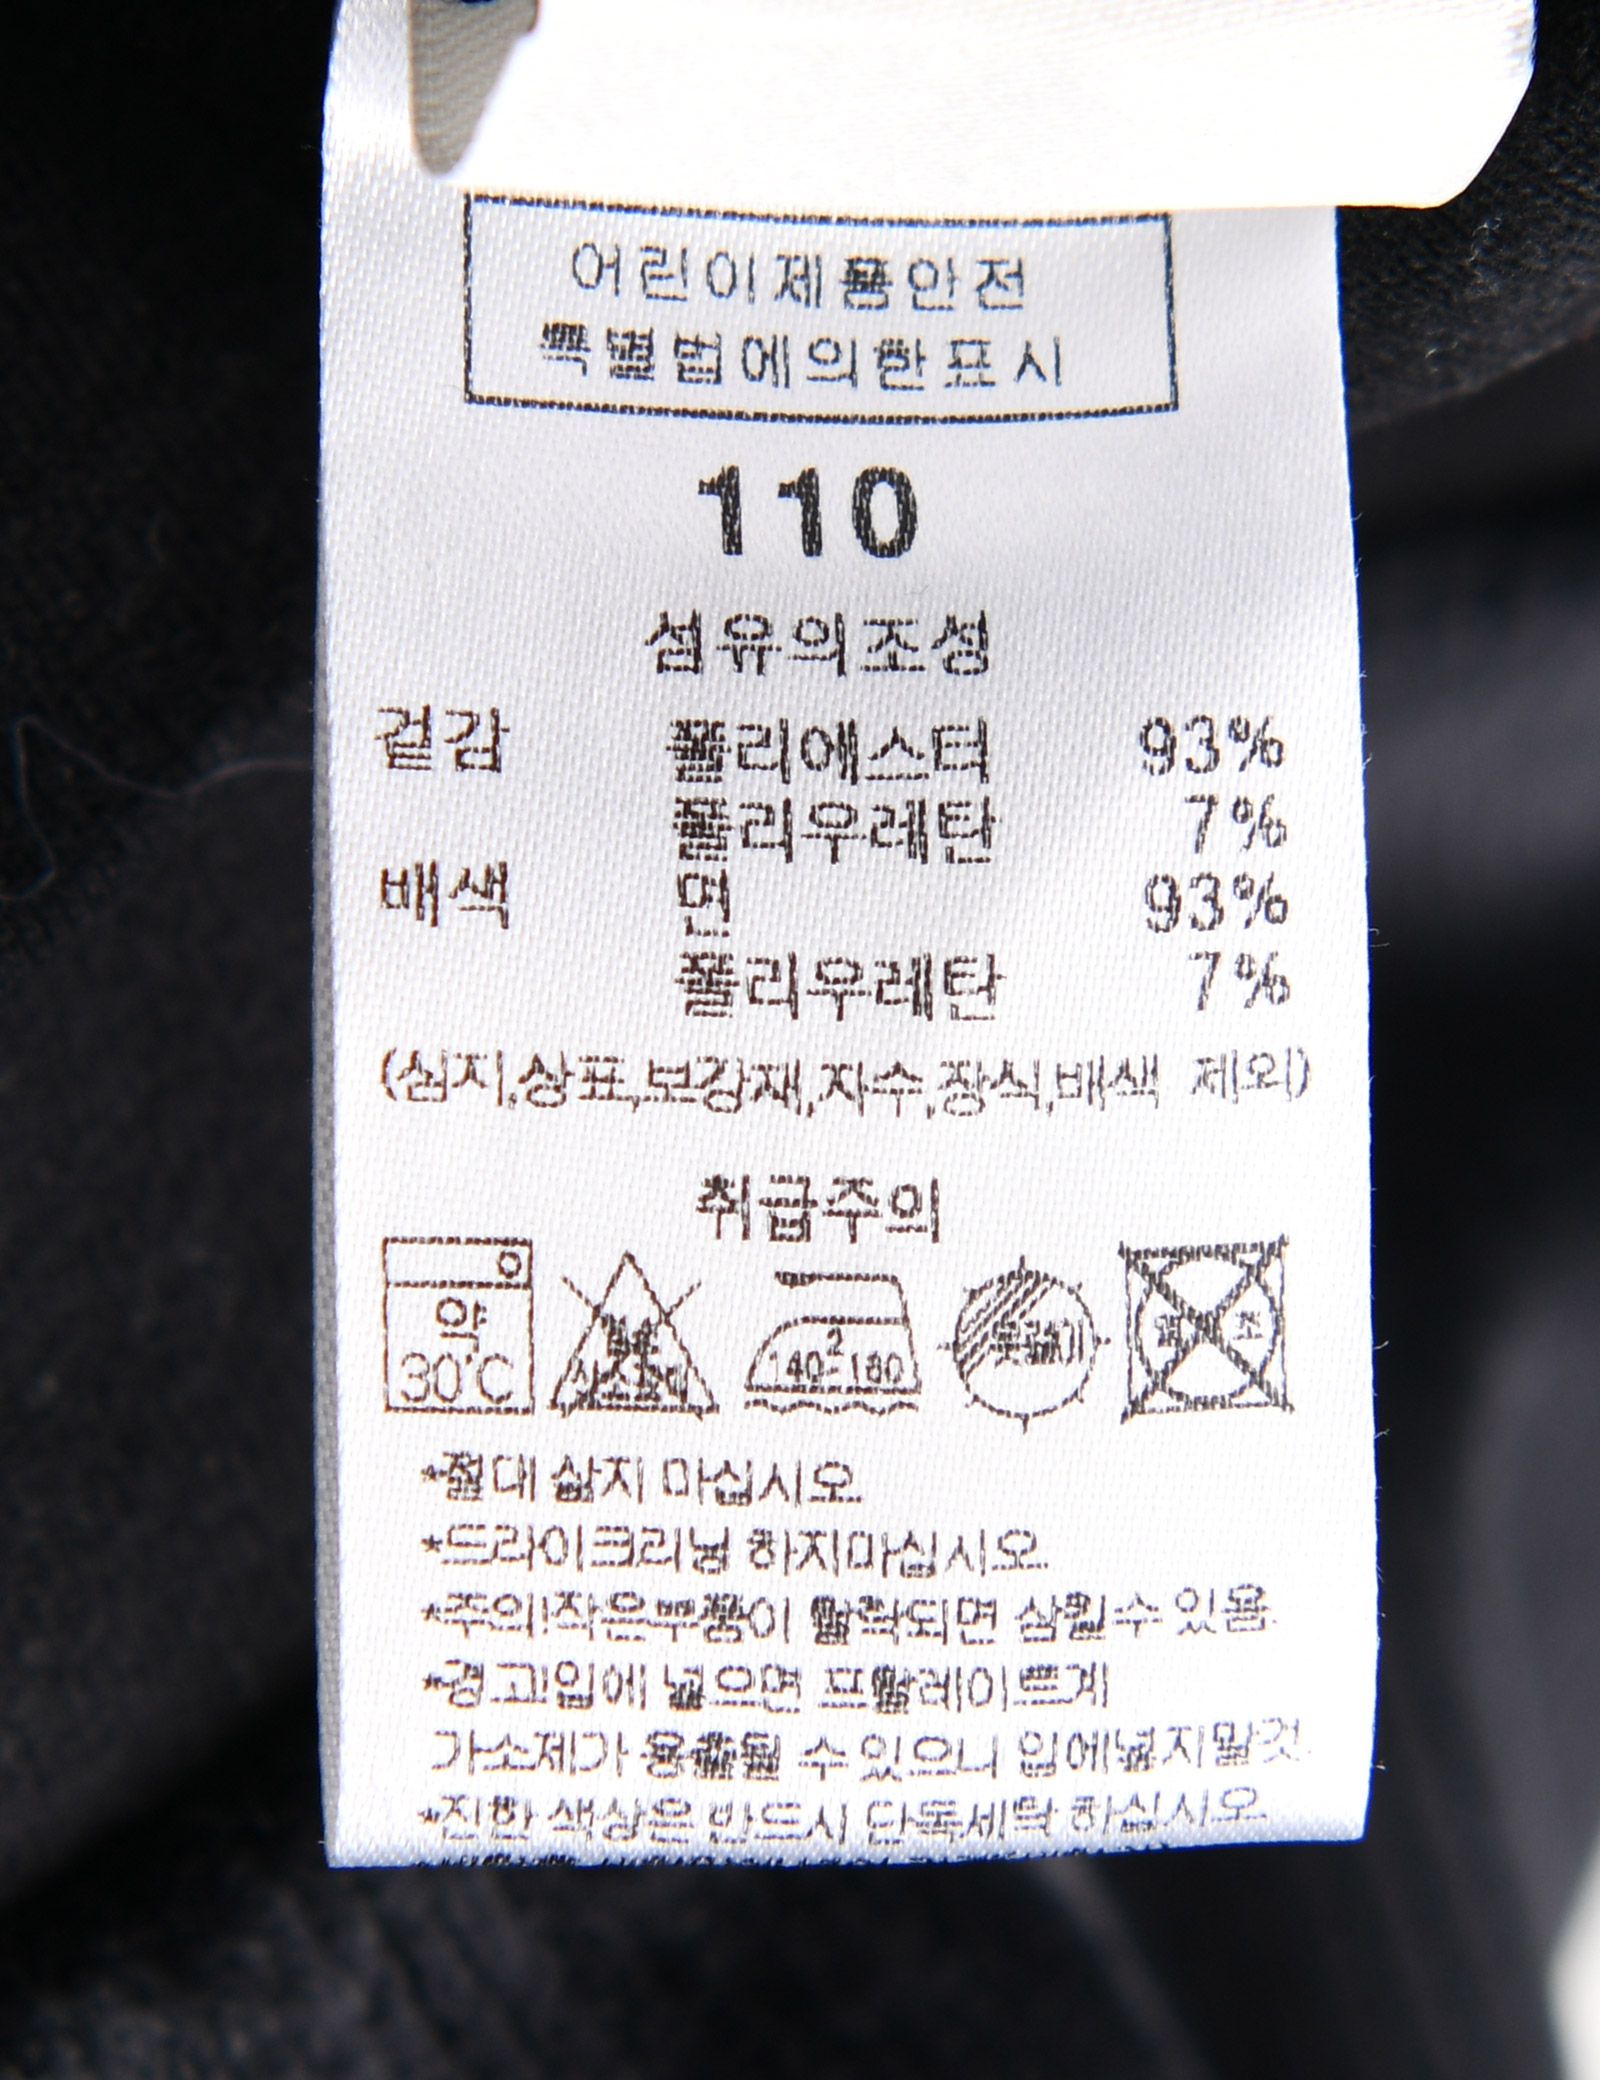 어린이제품안전
특별법에의한표시
110
섬유의조성
겉감 폴리에스터 93%
폴리우레탄 7%
배색 면 93%
폴리우레탄 7%
(심지,상표,보강재,자수,장식,배색 제외)
취급주의
약
30℃
2
140-160
*절대 삶지 마십시오
*드라이크리닝 하지마십시오
*주의!작은부품이 탈락되면 삼킬수 있음
*경고!입에 넣으면 프탈레이트계
가소제가 용출될 수 있으니 입에넣지말것
*진한 색상은 반드시 단독세탁 하십시오